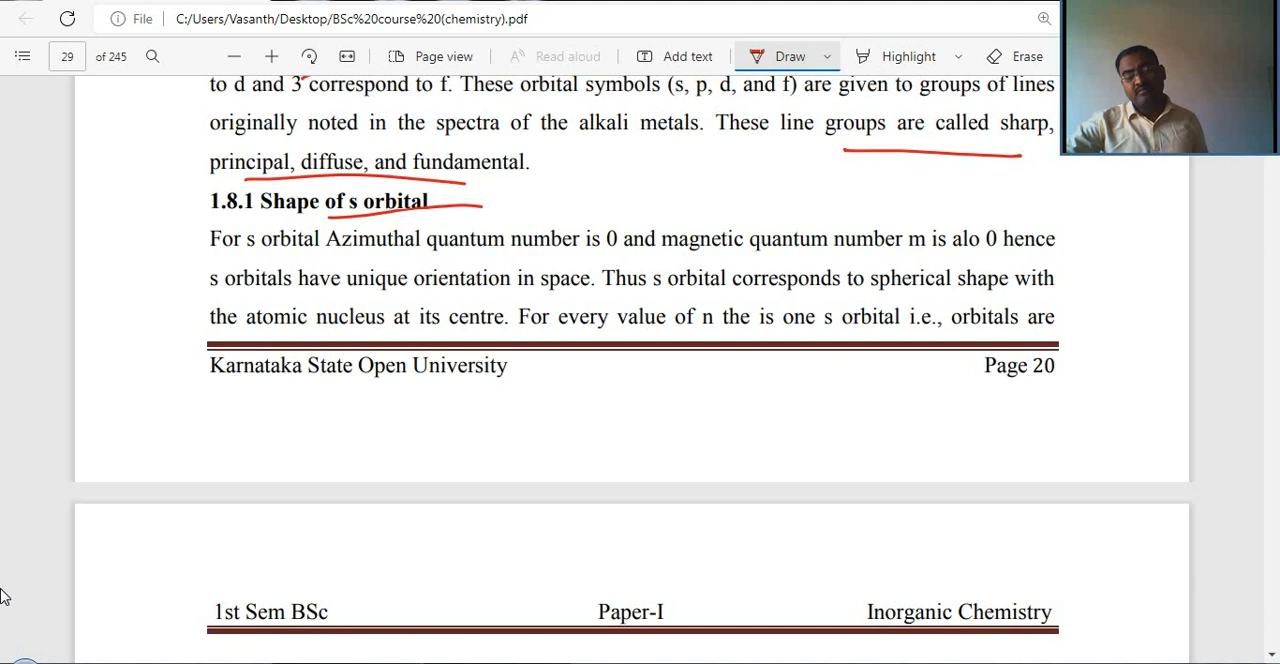 File C:/Users/Vasanth/Desktop/BSc%20course%20(chemistry).pdf
29 of 245 Page view Read aloud Add text Draw Highlight Erase
to d and 3 correspond to f. These orbital symbols (s, p, d, and f) are given to groups of lines
originally noted in the spectra of the alkali metals. These line groups are called sharp,
principal, diffuse, and fundamental.
1.8.1 Shape of s orbital
For s orbital Azimuthal quantum number is 0 and magnetic quantum number m is alo 0 hence
s orbitals have unique orientation in space. Thus s orbital corresponds to spherical shape with
the atomic nucleus at its centre. For every value of n the is one s orbital i.e., orbitals are
Karnataka State Open University Page 20
1st Sem BSc Paper-I Inorganic Chemistry